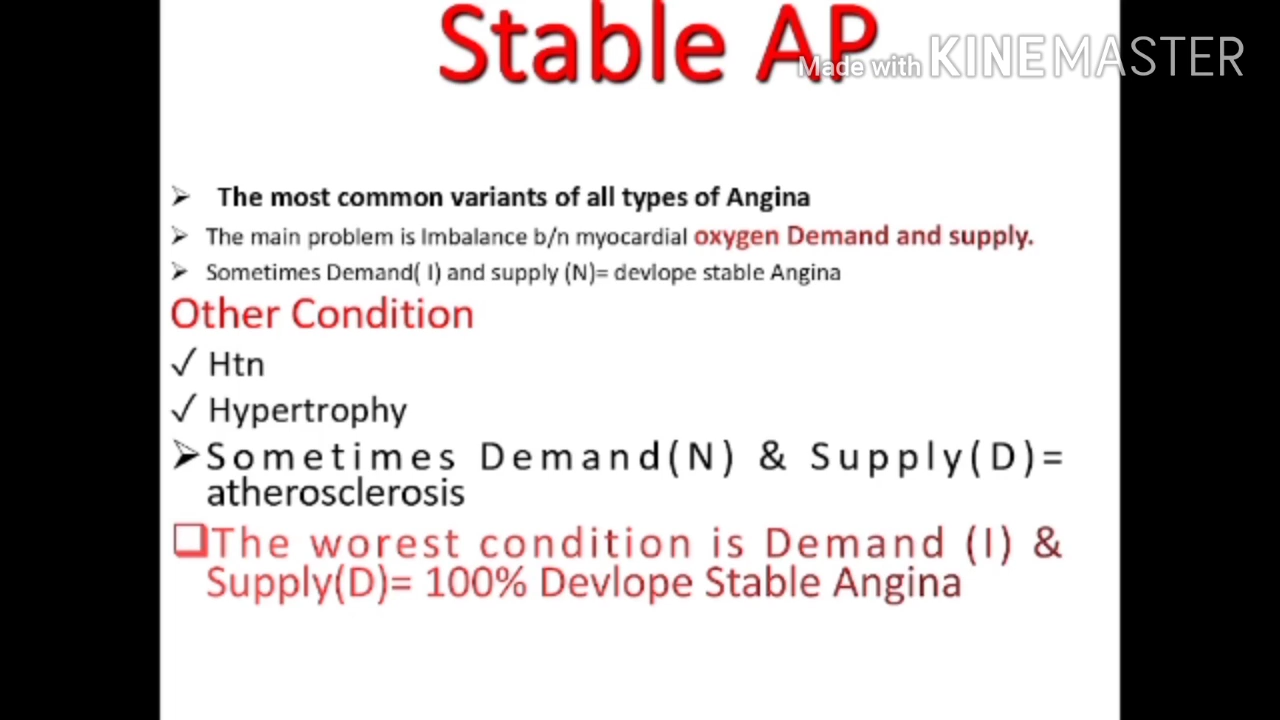 Stable AP
Made with KINEMASTER
➢ The most common variants of all types of Angina
➢ The main problem is Imbalance b/n myocardial oxygen Demand and supply.
➢ Sometimes Demand( I) and supply (N)= devlope stable Angina
Other Condition
✓ Htn
✓ Hypertrophy
➢Sometimes Demand(N) & Supply(D)=
atherosclerosis
❑The worest condition is Demand (I) &
Supply(D)= 100% Devlope Stable Angina